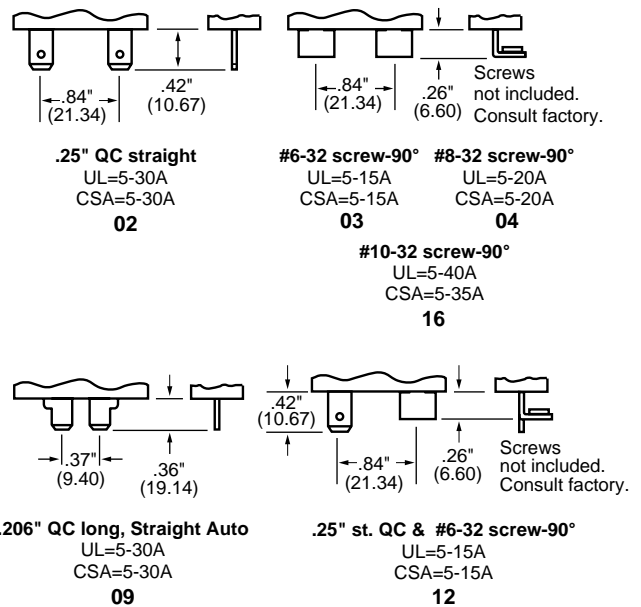 .84"
(21.34)
.42"
(10.67)
.25" QC straight
UL=5-30A
CSA=5-30A
02
.84"
(21.34)
.26"
(6.60)
Screws
not included.
Consult factory.
#6-32 screw-90°
UL=5-15A
CSA=5-15A
03
#8-32 screw-90°
UL=5-20A
CSA=5-20A
04
#10-32 screw-90°
UL=5-40A
CSA=5-35A
16
.37"
(9.40)
.36"
(19.14)
.206" QC long, Straight Auto
UL=5-30A
CSA=5-30A
09
.42"
(10.67)
.84"
(21.34)
.26"
(6.60)
Screws
not included.
Consult factory.
.25" st. QC & #6-32 screw-90°
UL=5-15A
CSA=5-15A
12